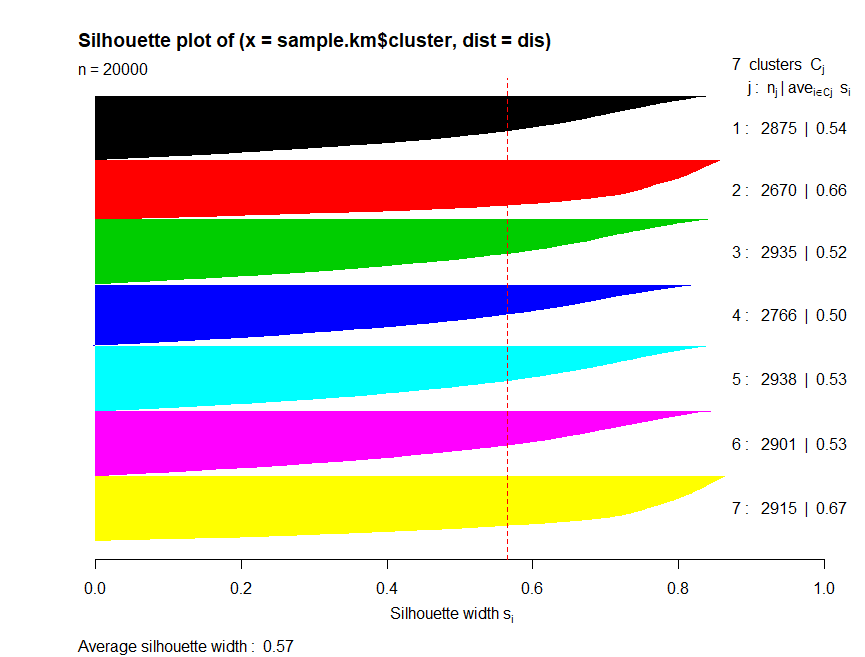 Silhouette plot of (x = sample.km$cluster, dist = dis)
n = 20000
7 clusters Cj
j : nj | avei∈Cj si
1 : 2875 | 0.54
2 : 2670 | 0.66
3 : 2935 | 0.52
4 : 2766 | 0.50
5 : 2938 | 0.53
6 : 2901 | 0.53
7 : 2915 | 0.67
0.0 0.2 0.4 0.6 0.8 1.0
Silhouette width si
Average silhouette width : 0.57